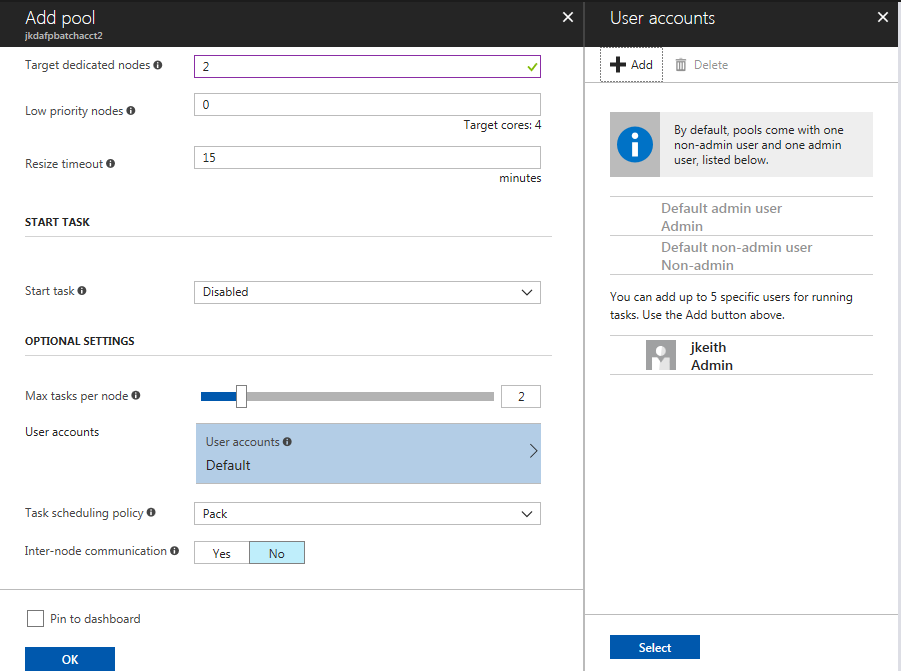 Add pool
jkdafpbatchacct2
Target dedicated nodes
2
Low priority nodes
0
Target cores: 4
Resize timeout
15
minutes
START TASK
Start task
Disabled
OPTIONAL SETTINGS
Max tasks per node
2
User accounts
User accounts
Default
Task scheduling policy
Pack
Inter-node communication
Yes
No
Pin to dashboard
OK
User accounts
Add
Delete
By default, pools come with one
non-admin user and one admin
user, listed below.
Default admin user
Admin
Default non-admin user
Non-admin
You can add up to 5 specific users for running
tasks. Use the Add button above.
jkeith
Admin
Select